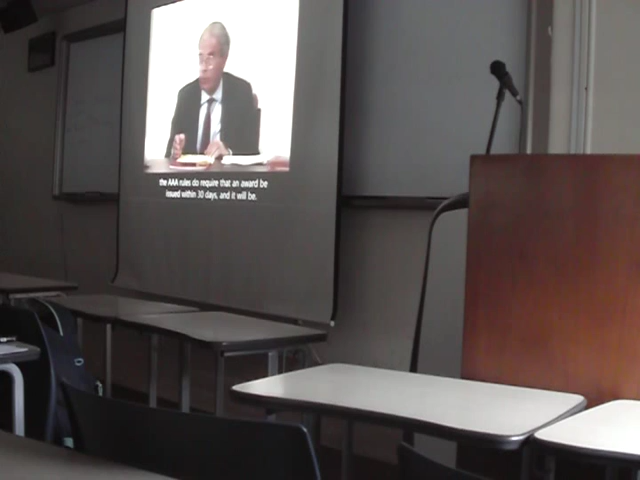 the AAA rules do require that an award be
issued within 30 days, and it will be.